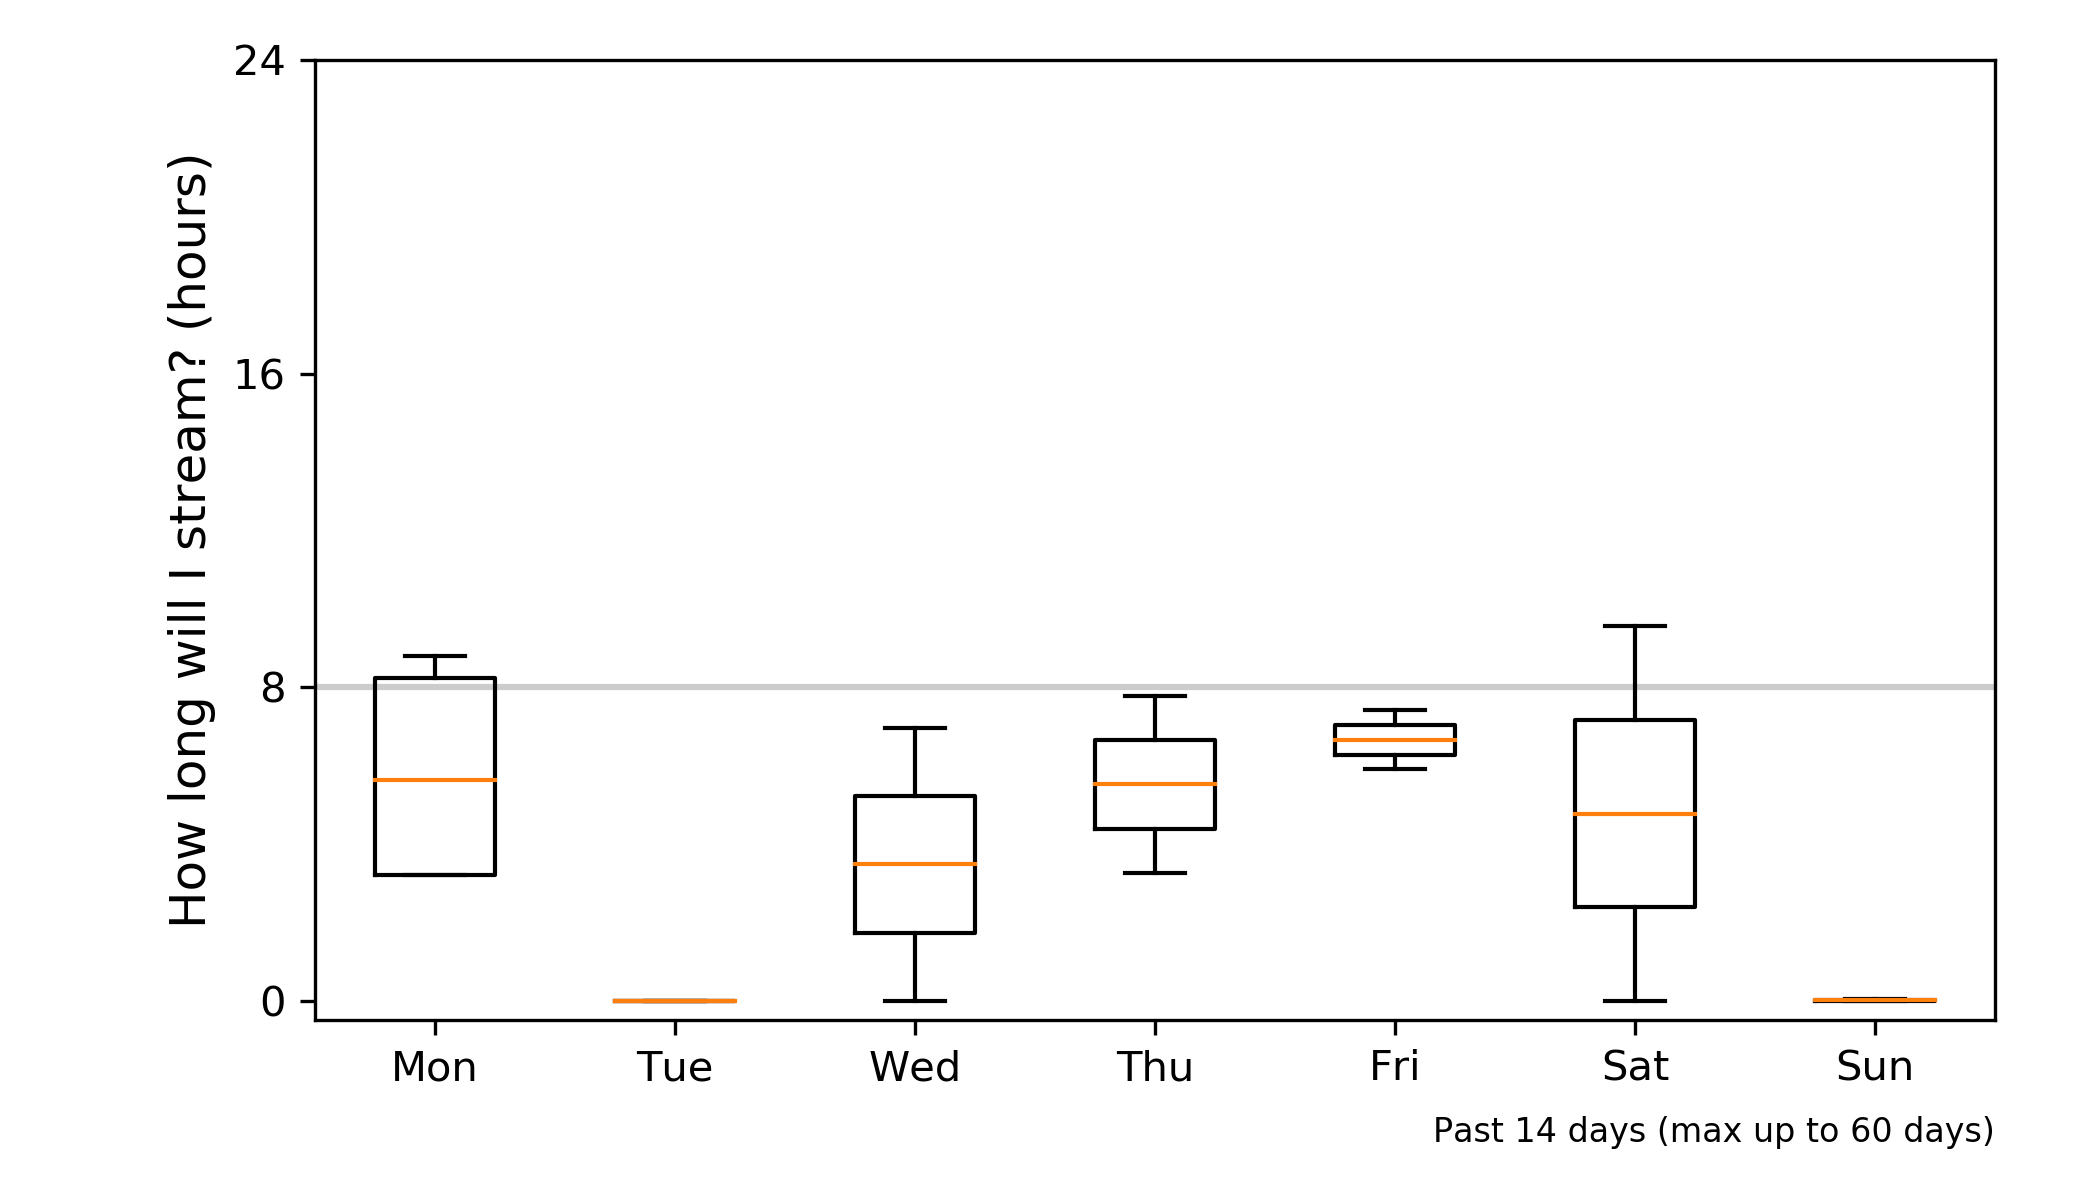 How long will I stream? (hours)
24
16
8
0
Mon Tue Wed Thu Fri Sat Sun
Past 14 days (max up to 60 days)